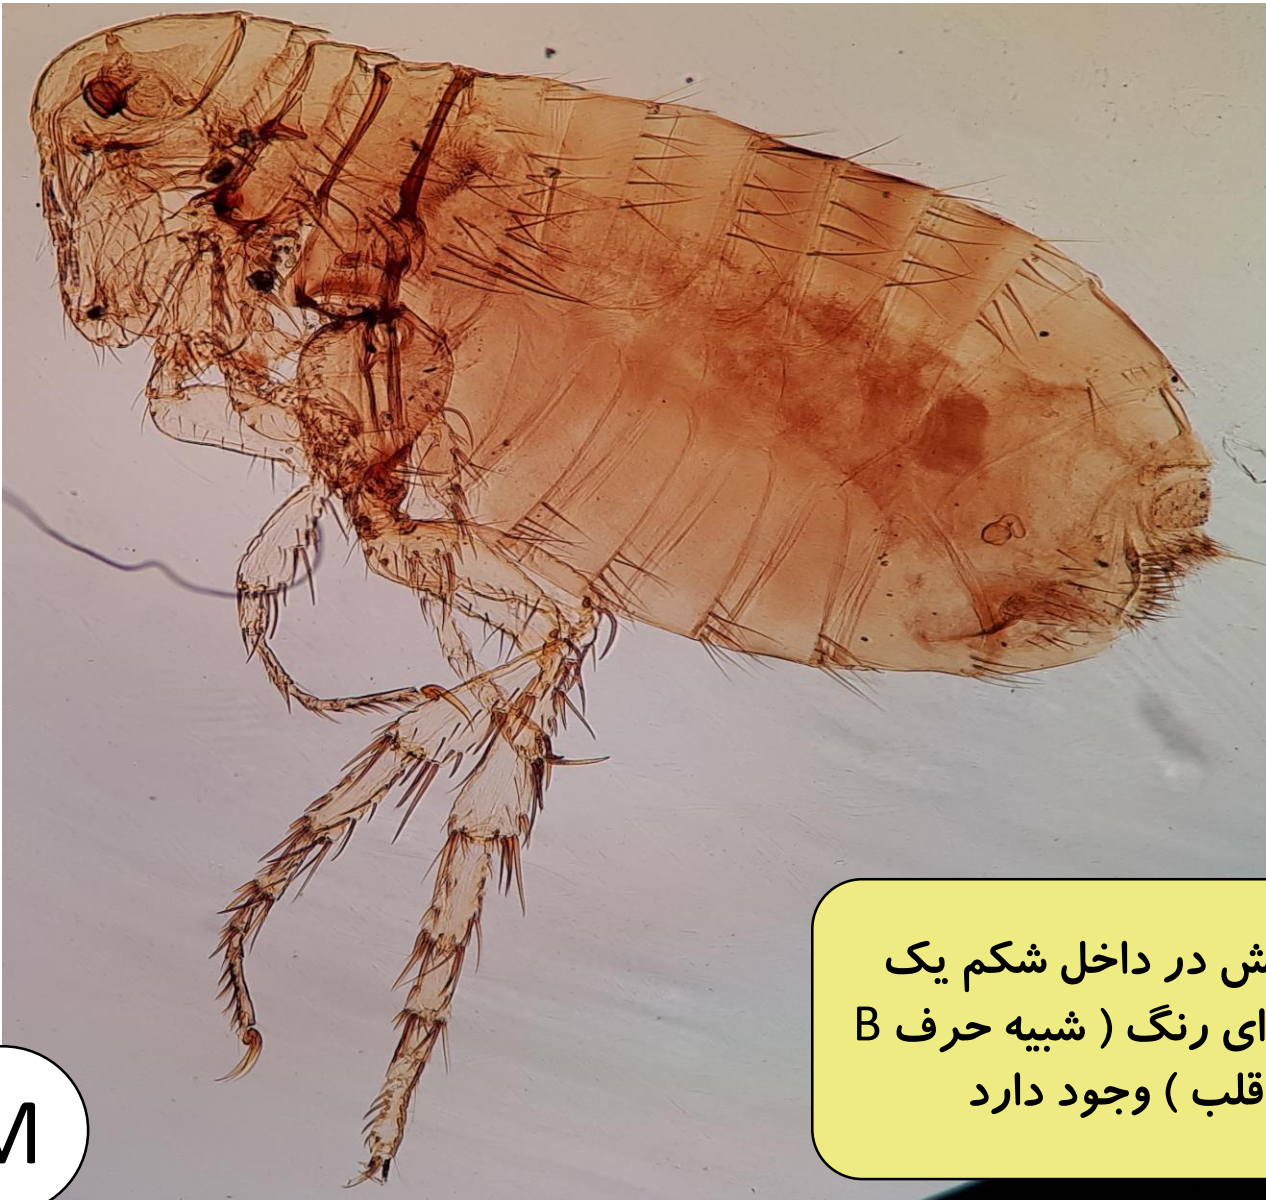 ش در داخل شکم یک
ای رنگ ( شبیه حرف B
قلب ) وجود دارد
M